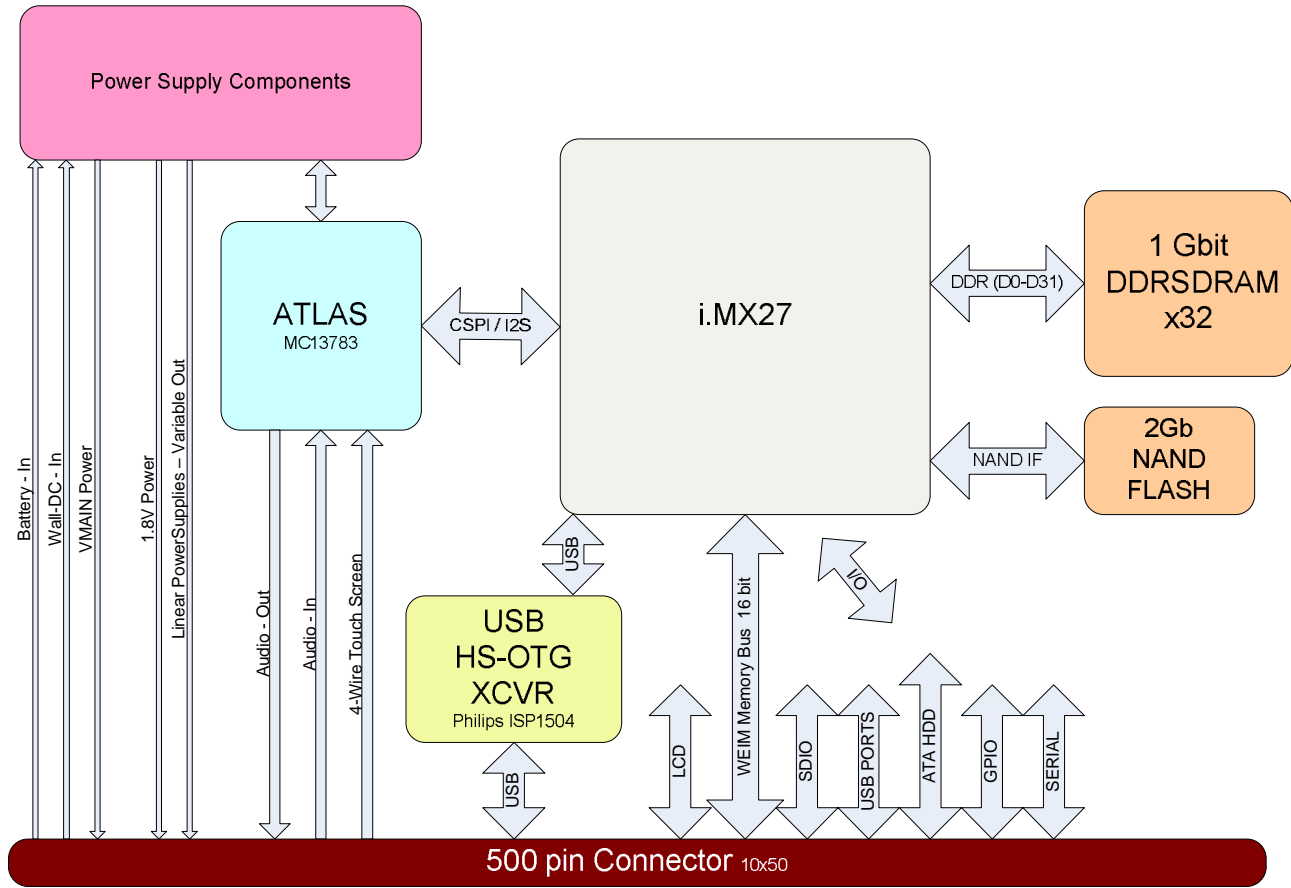 Power Supply Components
ATLAS
MC13783
CSPI / I2S
i.MX27
DDR (D0-D31)
1 Gbit
DDRSDRAM
x32
NAND IF
2Gb
NAND
FLASH
Battery - In
Wall-DC - In
VMAIN Power
1.8V Power
Linear PowerSupplies – Variable Out
Audio - Out
Audio - In
4-Wire Touch Screen
USB
USB
HS-OTG
XCVR
Philips ISP1504
USB
I/O
LCD
WEIM Memory Bus 16 bit
SDIO
USB PORTS
ATA HDD
GPIO
SERIAL
500 pin Connector 10x50